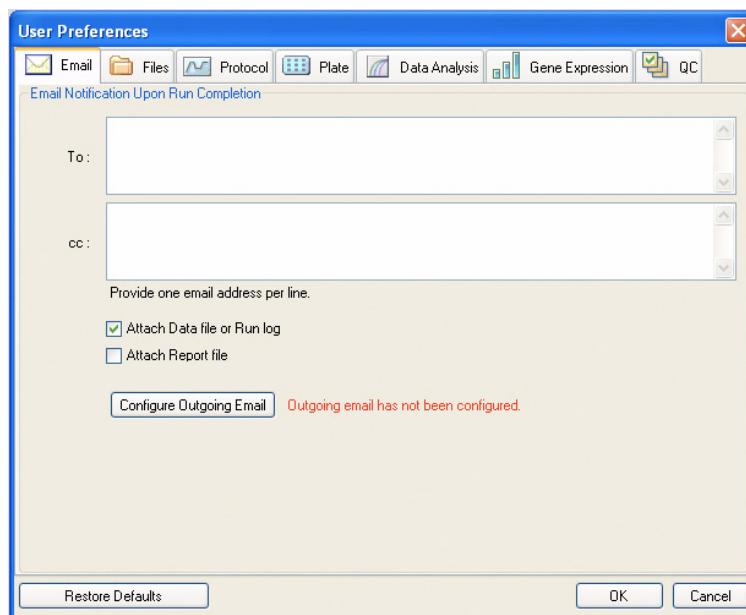 User Preferences
Email Files Protocol Plate Data Analysis Gene Expression QC
Email Notification Upon Run Completion
To :
cc :
Provide one email address per line.
Attach Data file or Run log
Attach Report file
Configure Outgoing Email Outgoing email has not been configured.
Restore Defaults OK Cancel